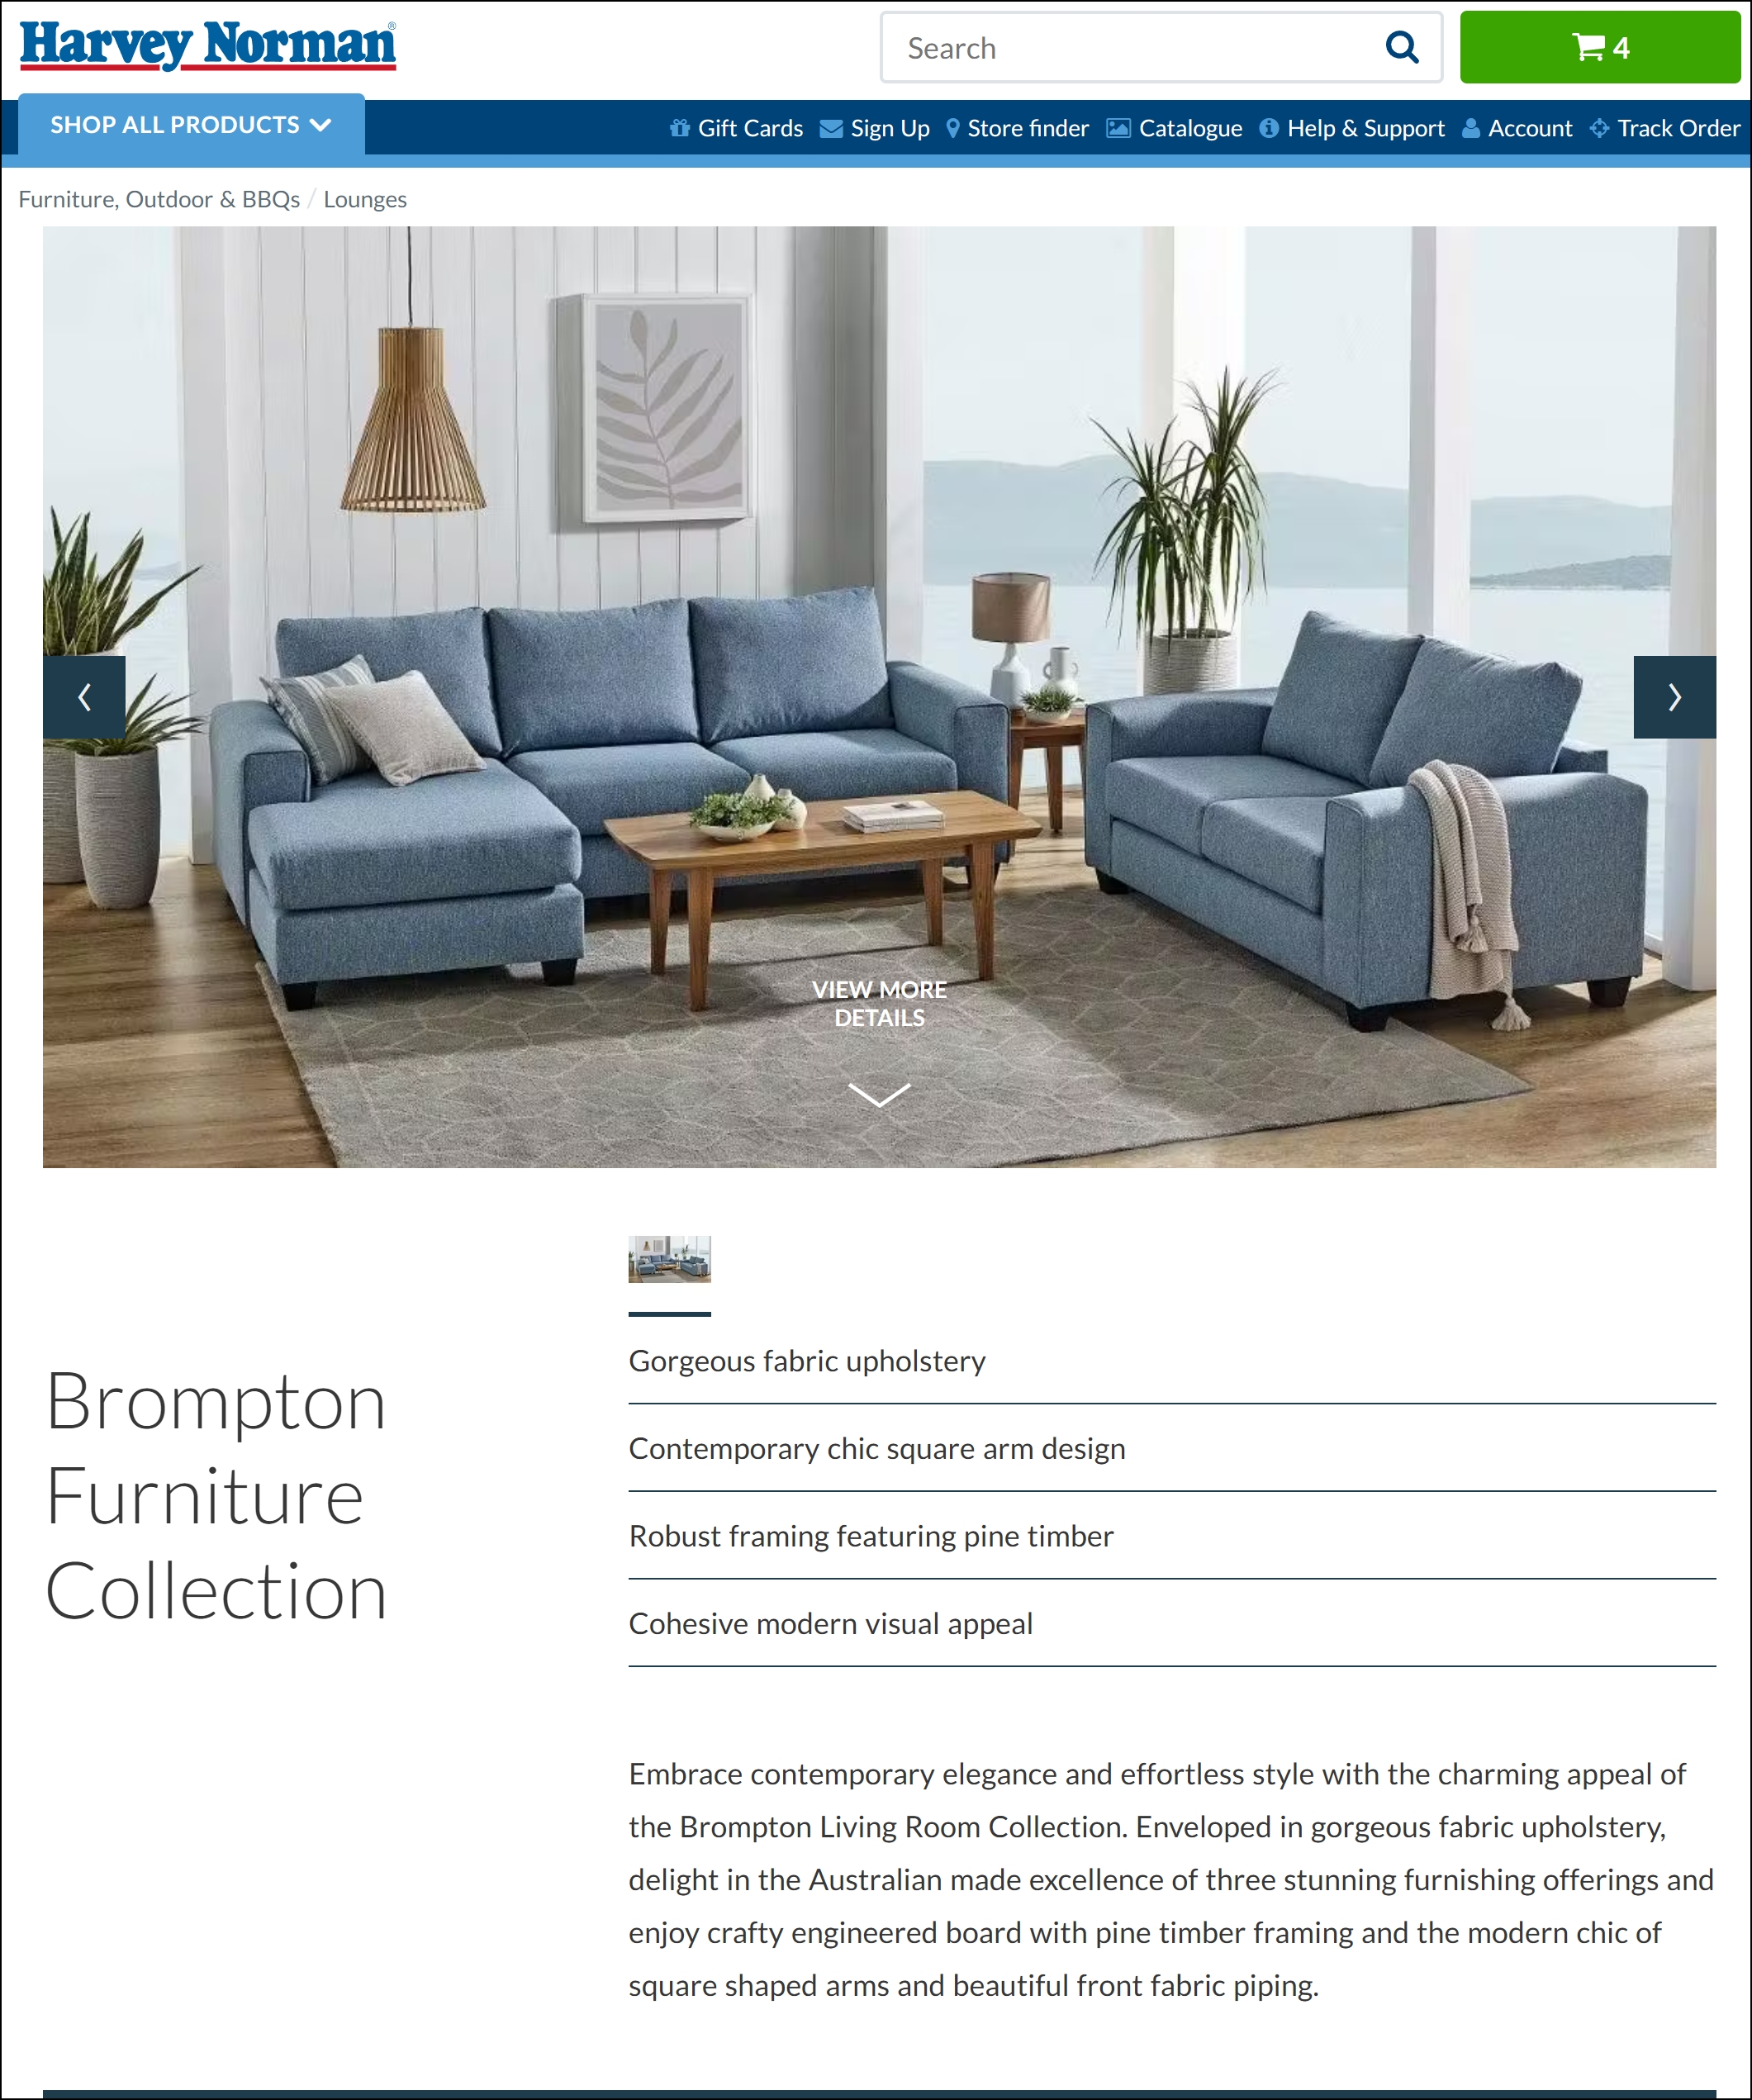 Harvey Norman®
Search
4
SHOP ALL PRODUCTS
Gift Cards Sign Up Store finder Catalogue Help & Support Account Track Order
Furniture, Outdoor & BBQs / Lounges
VIEW MORE
DETAILS
Brompton
Furniture
Collection
Gorgeous fabric upholstery
Contemporary chic square arm design
Robust framing featuring pine timber
Cohesive modern visual appeal
Embrace contemporary elegance and effortless style with the charming appeal of
the Brompton Living Room Collection. Enveloped in gorgeous fabric upholstery,
delight in the Australian made excellence of three stunning furnishing offerings and
enjoy crafty engineered board with pine timber framing and the modern chic of
square shaped arms and beautiful front fabric piping.